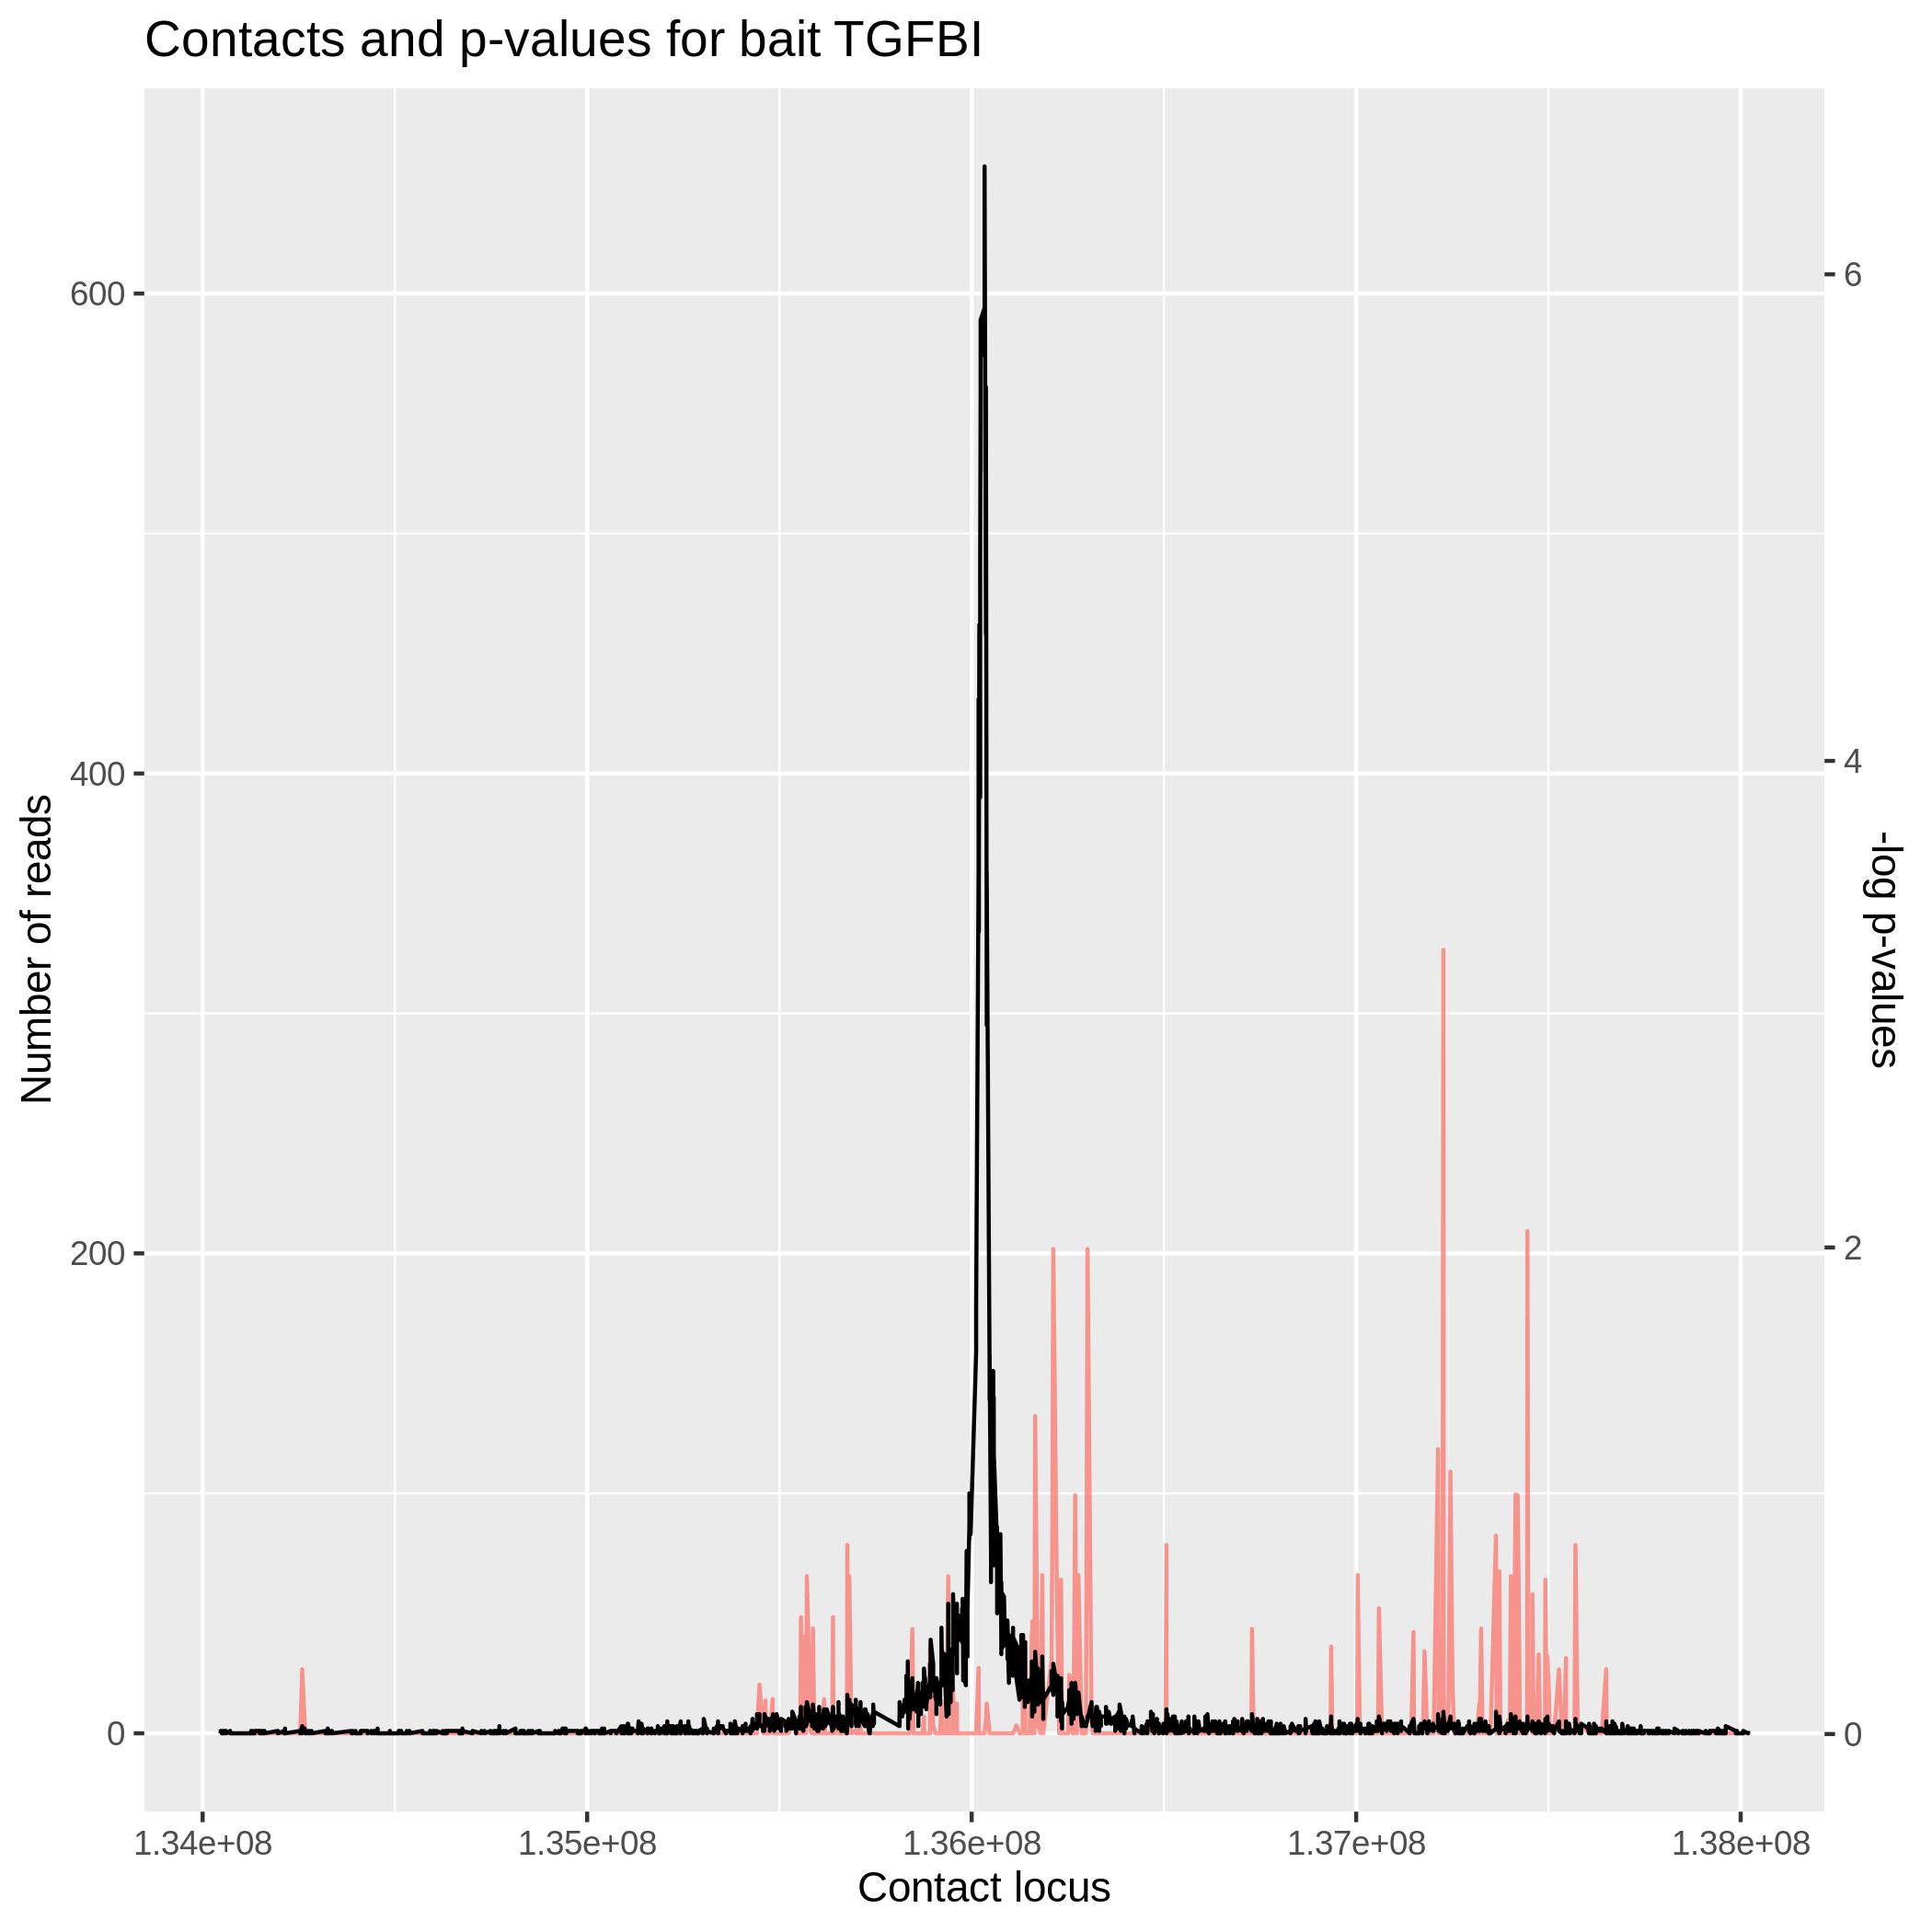 Contacts and p-values for bait TGFBI
600
400
200
0
Number of reads
6
4
2
0
-log p-values
1.34e+08
1.35e+08
1.36e+08
1.37e+08
1.38e+08
Contact locus